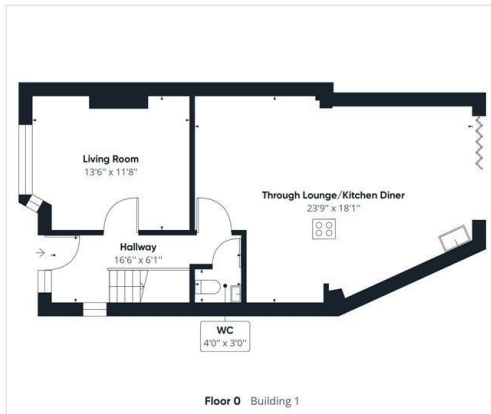 Living Room
13'6" x 11'8"
Through Lounge/Kitchen Diner
23'9" x 18'1"
Hallway
16'6" x 6'1"
WC
4'0" x 3'0"
Floor 0 Building 1